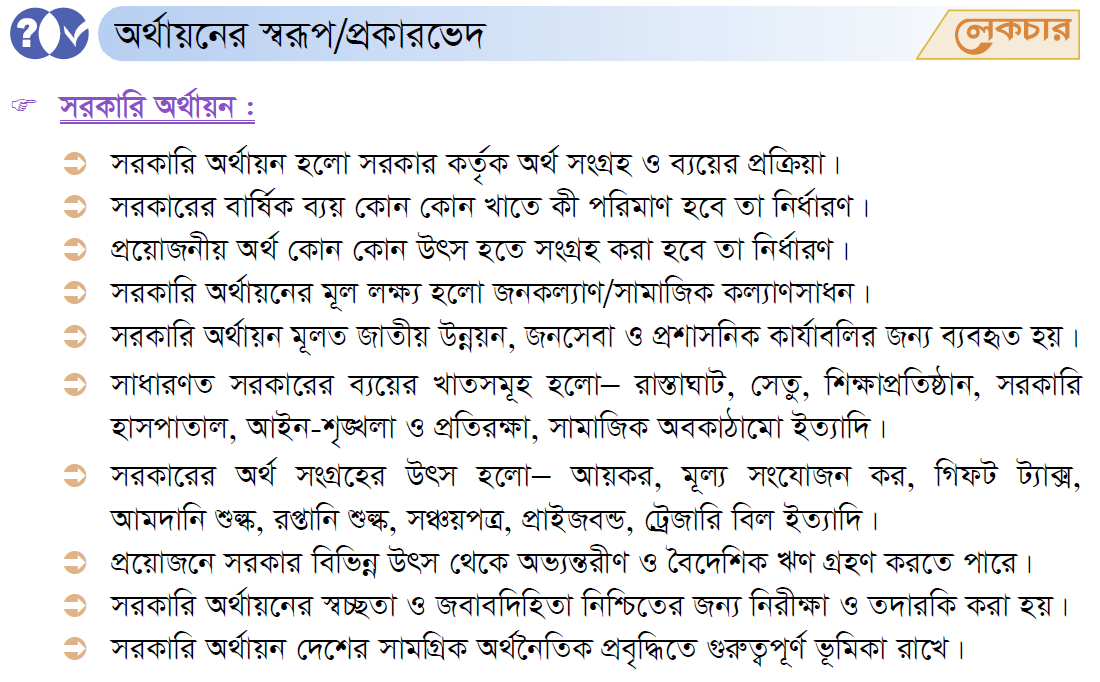 অর্থায়নের স্বরূপ/প্রকারভেদ
লেকচার
সরকারি অর্থায়ন :
সরকারি অর্থায়ন হলো সরকার কর্তৃক অর্থ সংগ্রহ ও ব্যয়ের প্রক্রিয়া।
সরকারের বার্ষিক ব্যয় কোন কোন খাতে কী পরিমাণ হবে তা নির্ধারণ।
প্রয়োজনীয় অর্থ কোন কোন উৎস হতে সংগ্রহ করা হবে তা নির্ধারণ।
সরকারি অর্থায়নের মূল লক্ষ্য হলো জনকল্যাণ/সামাজিক কল্যাণসাধন।
সরকারি অর্থায়ন মূলত জাতীয় উন্নয়ন, জনসেবা ও প্রশাসনিক কার্যাবলির জন্য ব্যবহৃত হয়।
সাধারণত সরকারের ব্যয়ের খাতসমূহ হলো– রাস্তাঘাট, সেতু, শিক্ষাপ্রতিষ্ঠান, সরকারি
হাসপাতাল, আইন-শৃঙ্খলা ও প্রতিরক্ষা, সামাজিক অবকাঠামো ইত্যাদি।
সরকারের অর্থ সংগ্রহের উৎস হলো– আয়কর, মূল্য সংযোজন কর, গিফট ট্যাক্স,
আমদানি শুল্ক, রপ্তানি শুল্ক, সঞ্চয়পত্র, প্রাইজবন্ড, ট্রেজারি বিল ইত্যাদি।
প্রয়োজনে সরকার বিভিন্ন উৎস থেকে অভ্যন্তরীণ ও বৈদেশিক ঋণ গ্রহণ করতে পারে।
সরকারি অর্থায়নের স্বচ্ছতা ও জবাবদিহিতা নিশ্চিতের জন্য নিরীক্ষা ও তদারকি করা হয়।
সরকারি অর্থায়ন দেশের সামগ্রিক অর্থনৈতিক প্রবৃদ্ধিতে গুরুত্বপূর্ণ ভূমিকা রাখে।